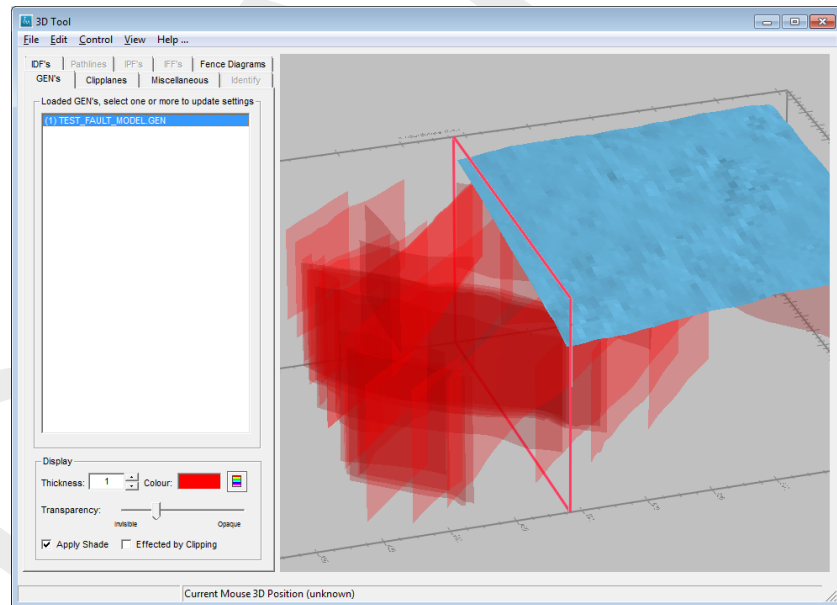 3D Tool
File Edit Control View Help ...
IDF's Pathlines IPF's IFF's Fence Diagrams
GEN's Clipplanes Miscellaneous Identify
Loaded GEN's, select one or more to update settings
(1) TEST_FAULT_MODEL.GEN
Display
Thickness: 1 Colour:
Transparency:
Invisible Opaque
Apply Shade Effected by Clipping
Current Mouse 3D Position (unknown)